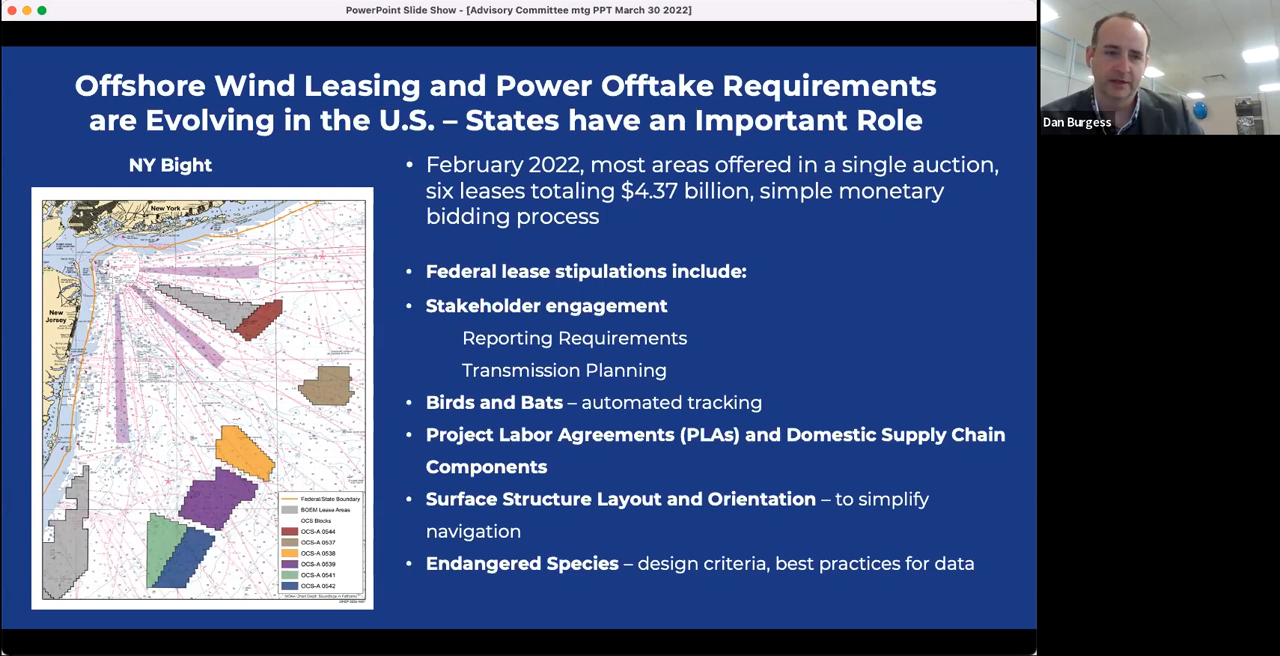 PowerPoint Slide Show - [Advisory Committee mtg PPT March 30 2022]
Offshore Wind Leasing and Power Offtake Requirements
are Evolving in the U.S. – States have an Important Role
NY Bight
New York
New
Jersey
Federal/State Boundary
BOEM Lease Areas
OCS Blocks
OCS-A 0544
OCS-A 0537
OCS-A 0538
OCS-A 0539
OCS-A 0541
OCS-A 0542
• February 2022, most areas offered in a single auction,
six leases totaling $4.37 billion, simple monetary
bidding process
• Federal lease stipulations include:
• Stakeholder engagement
Reporting Requirements
Transmission Planning
• Birds and Bats – automated tracking
• Project Labor Agreements (PLAs) and Domestic Supply Chain
Components
• Surface Structure Layout and Orientation – to simplify
navigation
• Endangered Species – design criteria, best practices for data
Dan Burgess